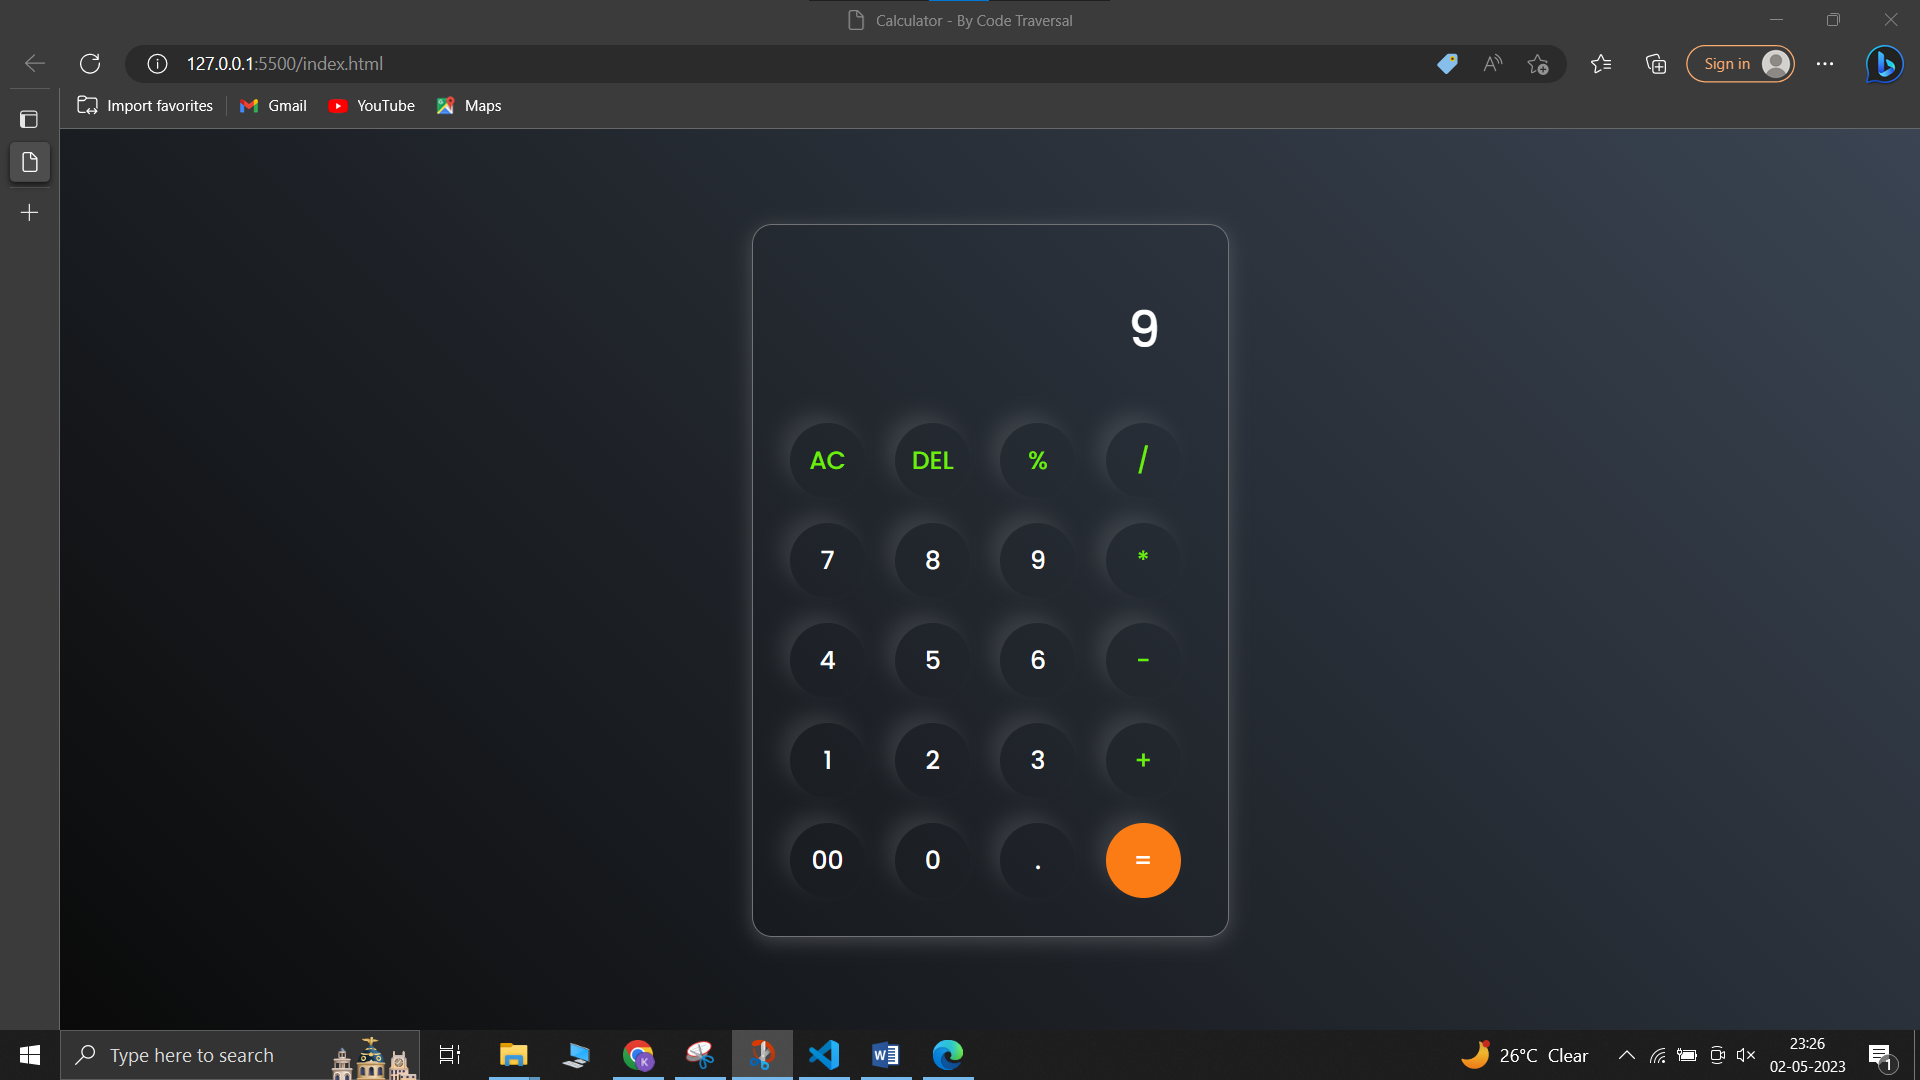 Calculator - By Code Traversal
127.0.0.1:5500/index.html
A
Sign in
Import favorites
Gmail
YouTube
Maps
9
AC DEL % /
7 8 9 *
4 5 6 -
1 2 3 +
00 0 . =
Type here to search
K
W
26°C Clear
23:26
02-05-2023
1